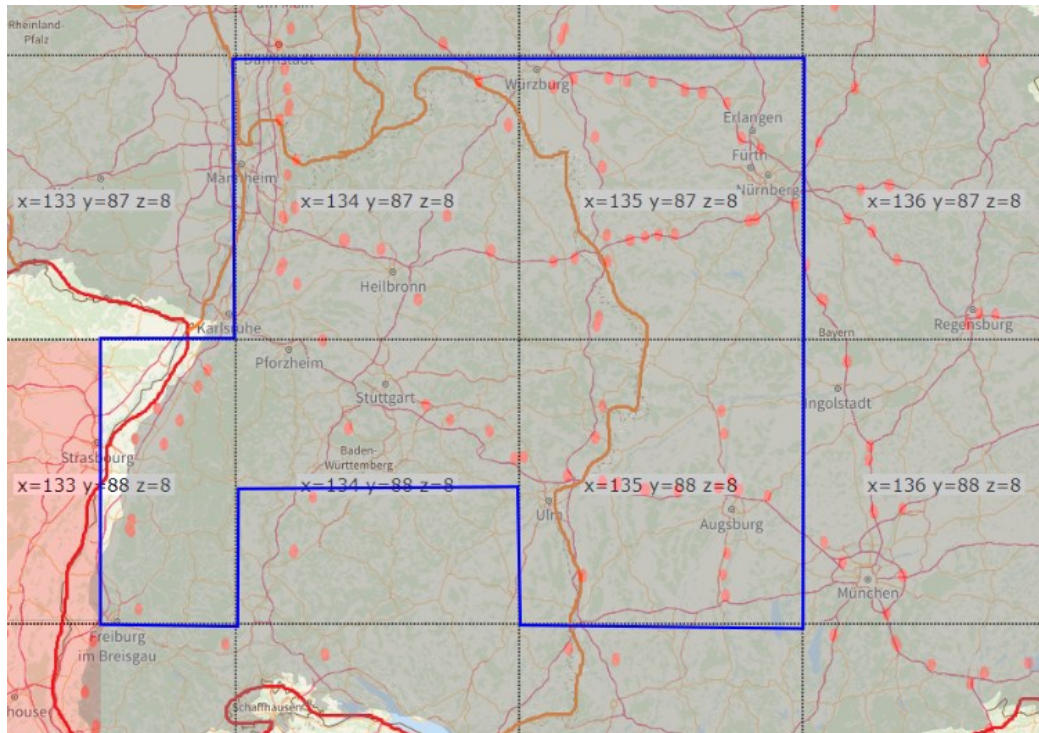 Rheinland-
Pfalz
am Main
Darmstadt
Würzburg
Erlangen
Fürth
Mannheim
Nürnberg
x=133 y=87 z=8
x=134 y=87 z=8
x=135 y=87 z=8
x=136 y=87 z=8
Heilbronn
Karlsruhe
Regensburg
Bayern
Pforzheim
Stuttgart
Ingolstadt
Baden-
Württemberg
Strasbourg
x=133 y=88 z=8
x=134 y=88 z=8
x=135 y=88 z=8
x=136 y=88 z=8
Ulm
Augsburg
München
Freiburg
im Breisgau
Schaffhausen
house